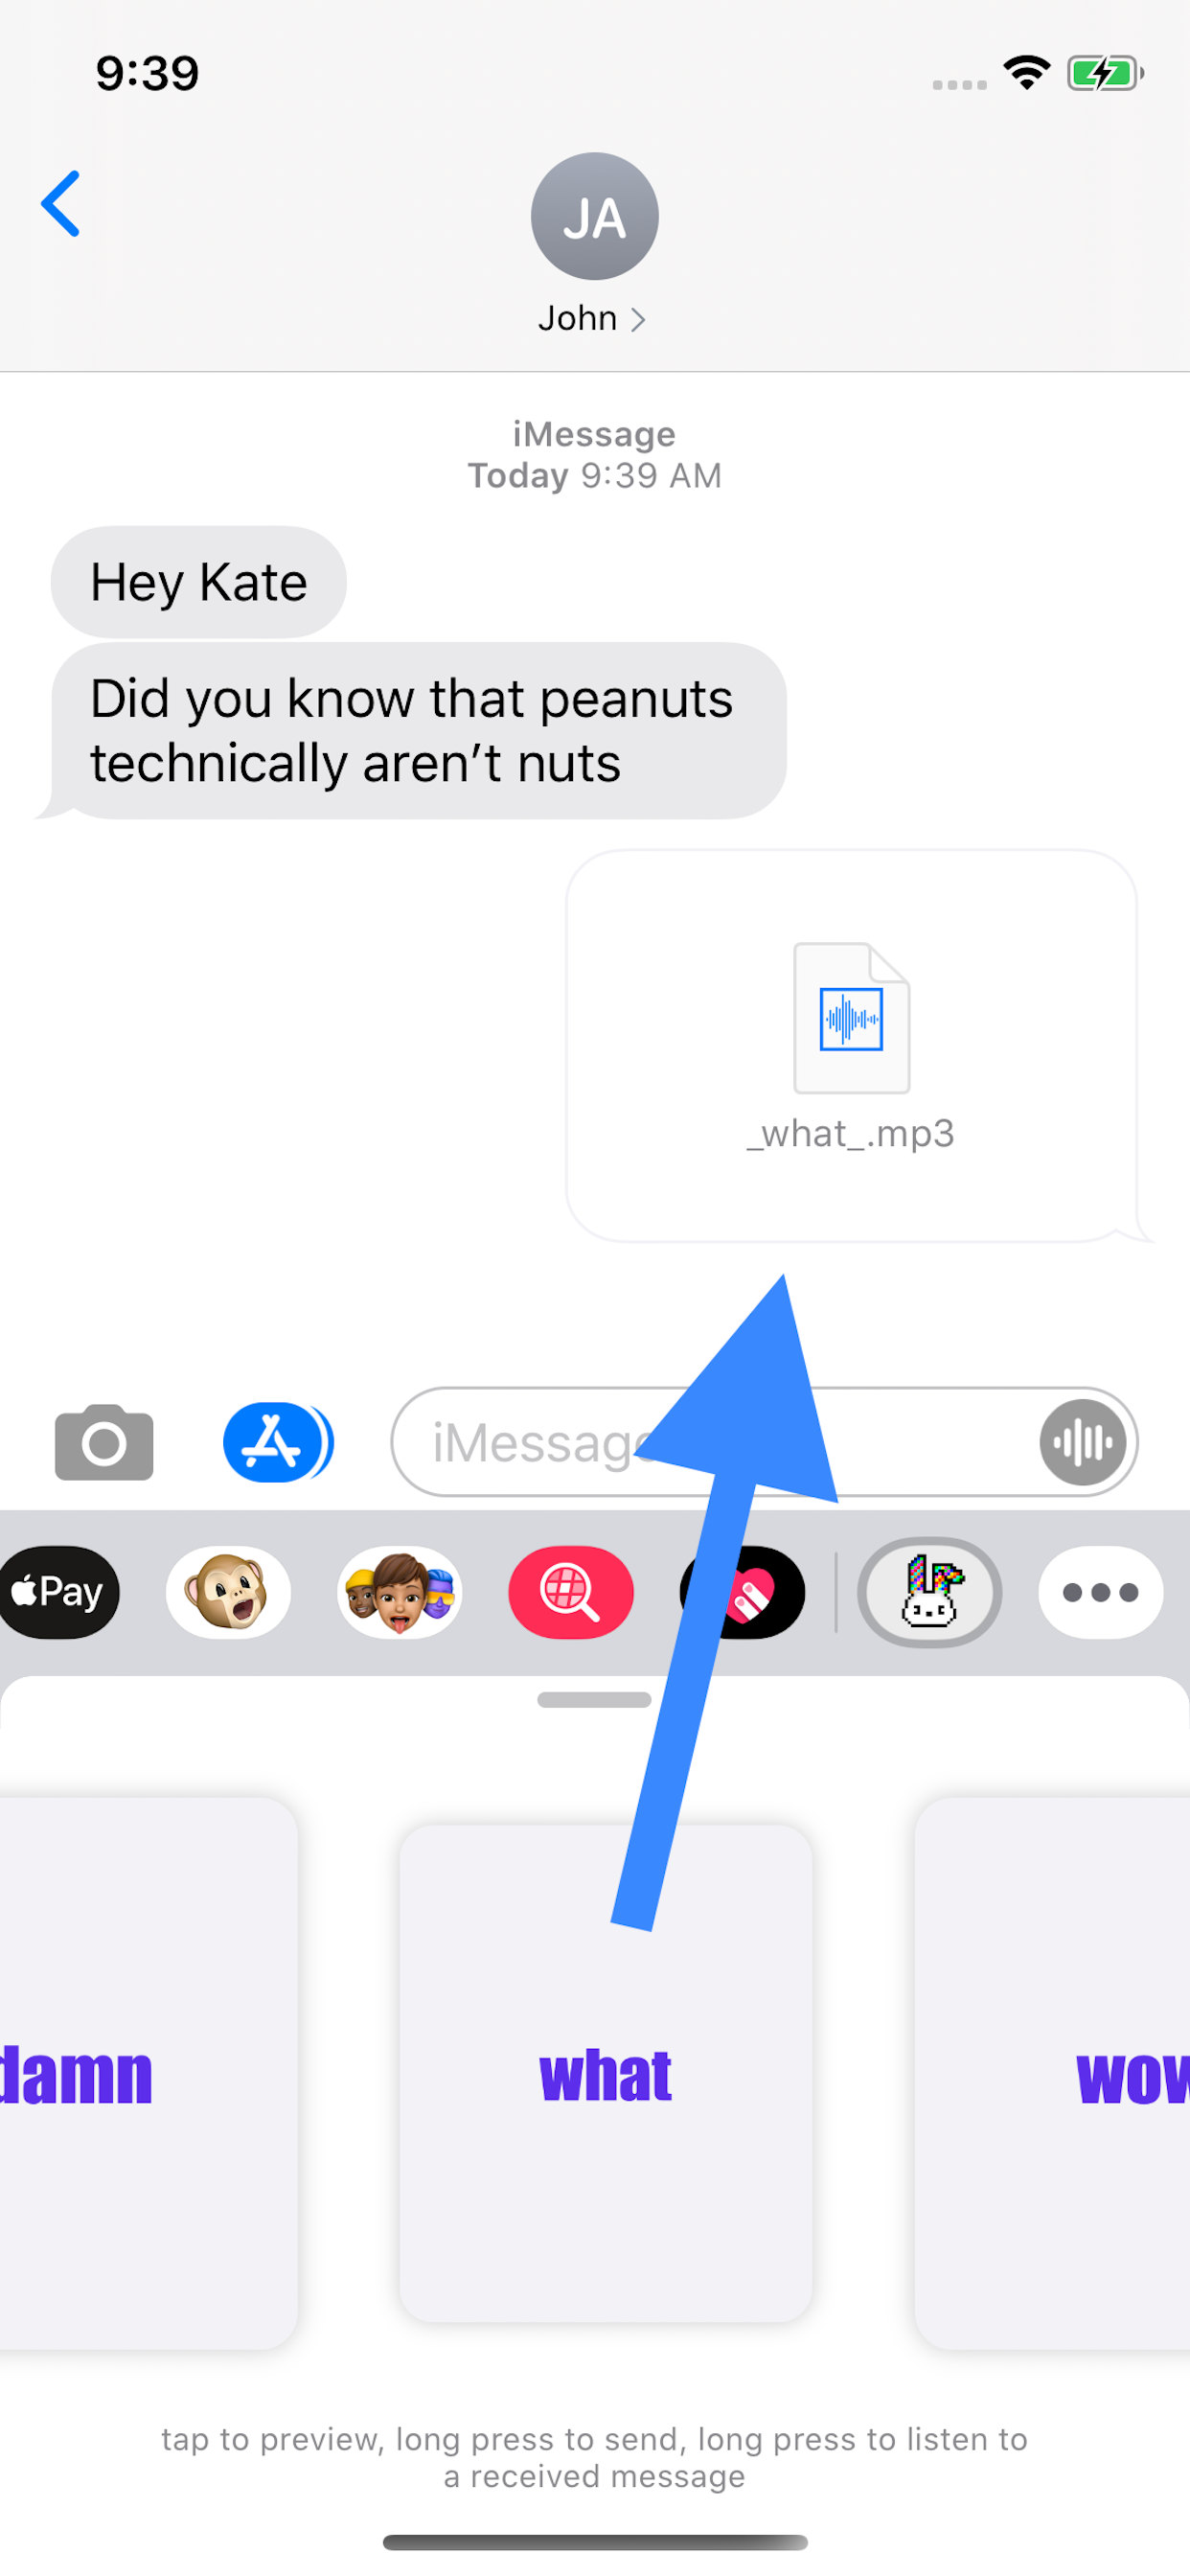 9:39
JA
John
iMessage
Today 9:39 AM
Hey Kate
Did you know that peanuts
technically aren’t nuts
_what_.mp3
iMessage
Pay
damn
what
wow
tap to preview, long press to send, long press to listen to
a received message